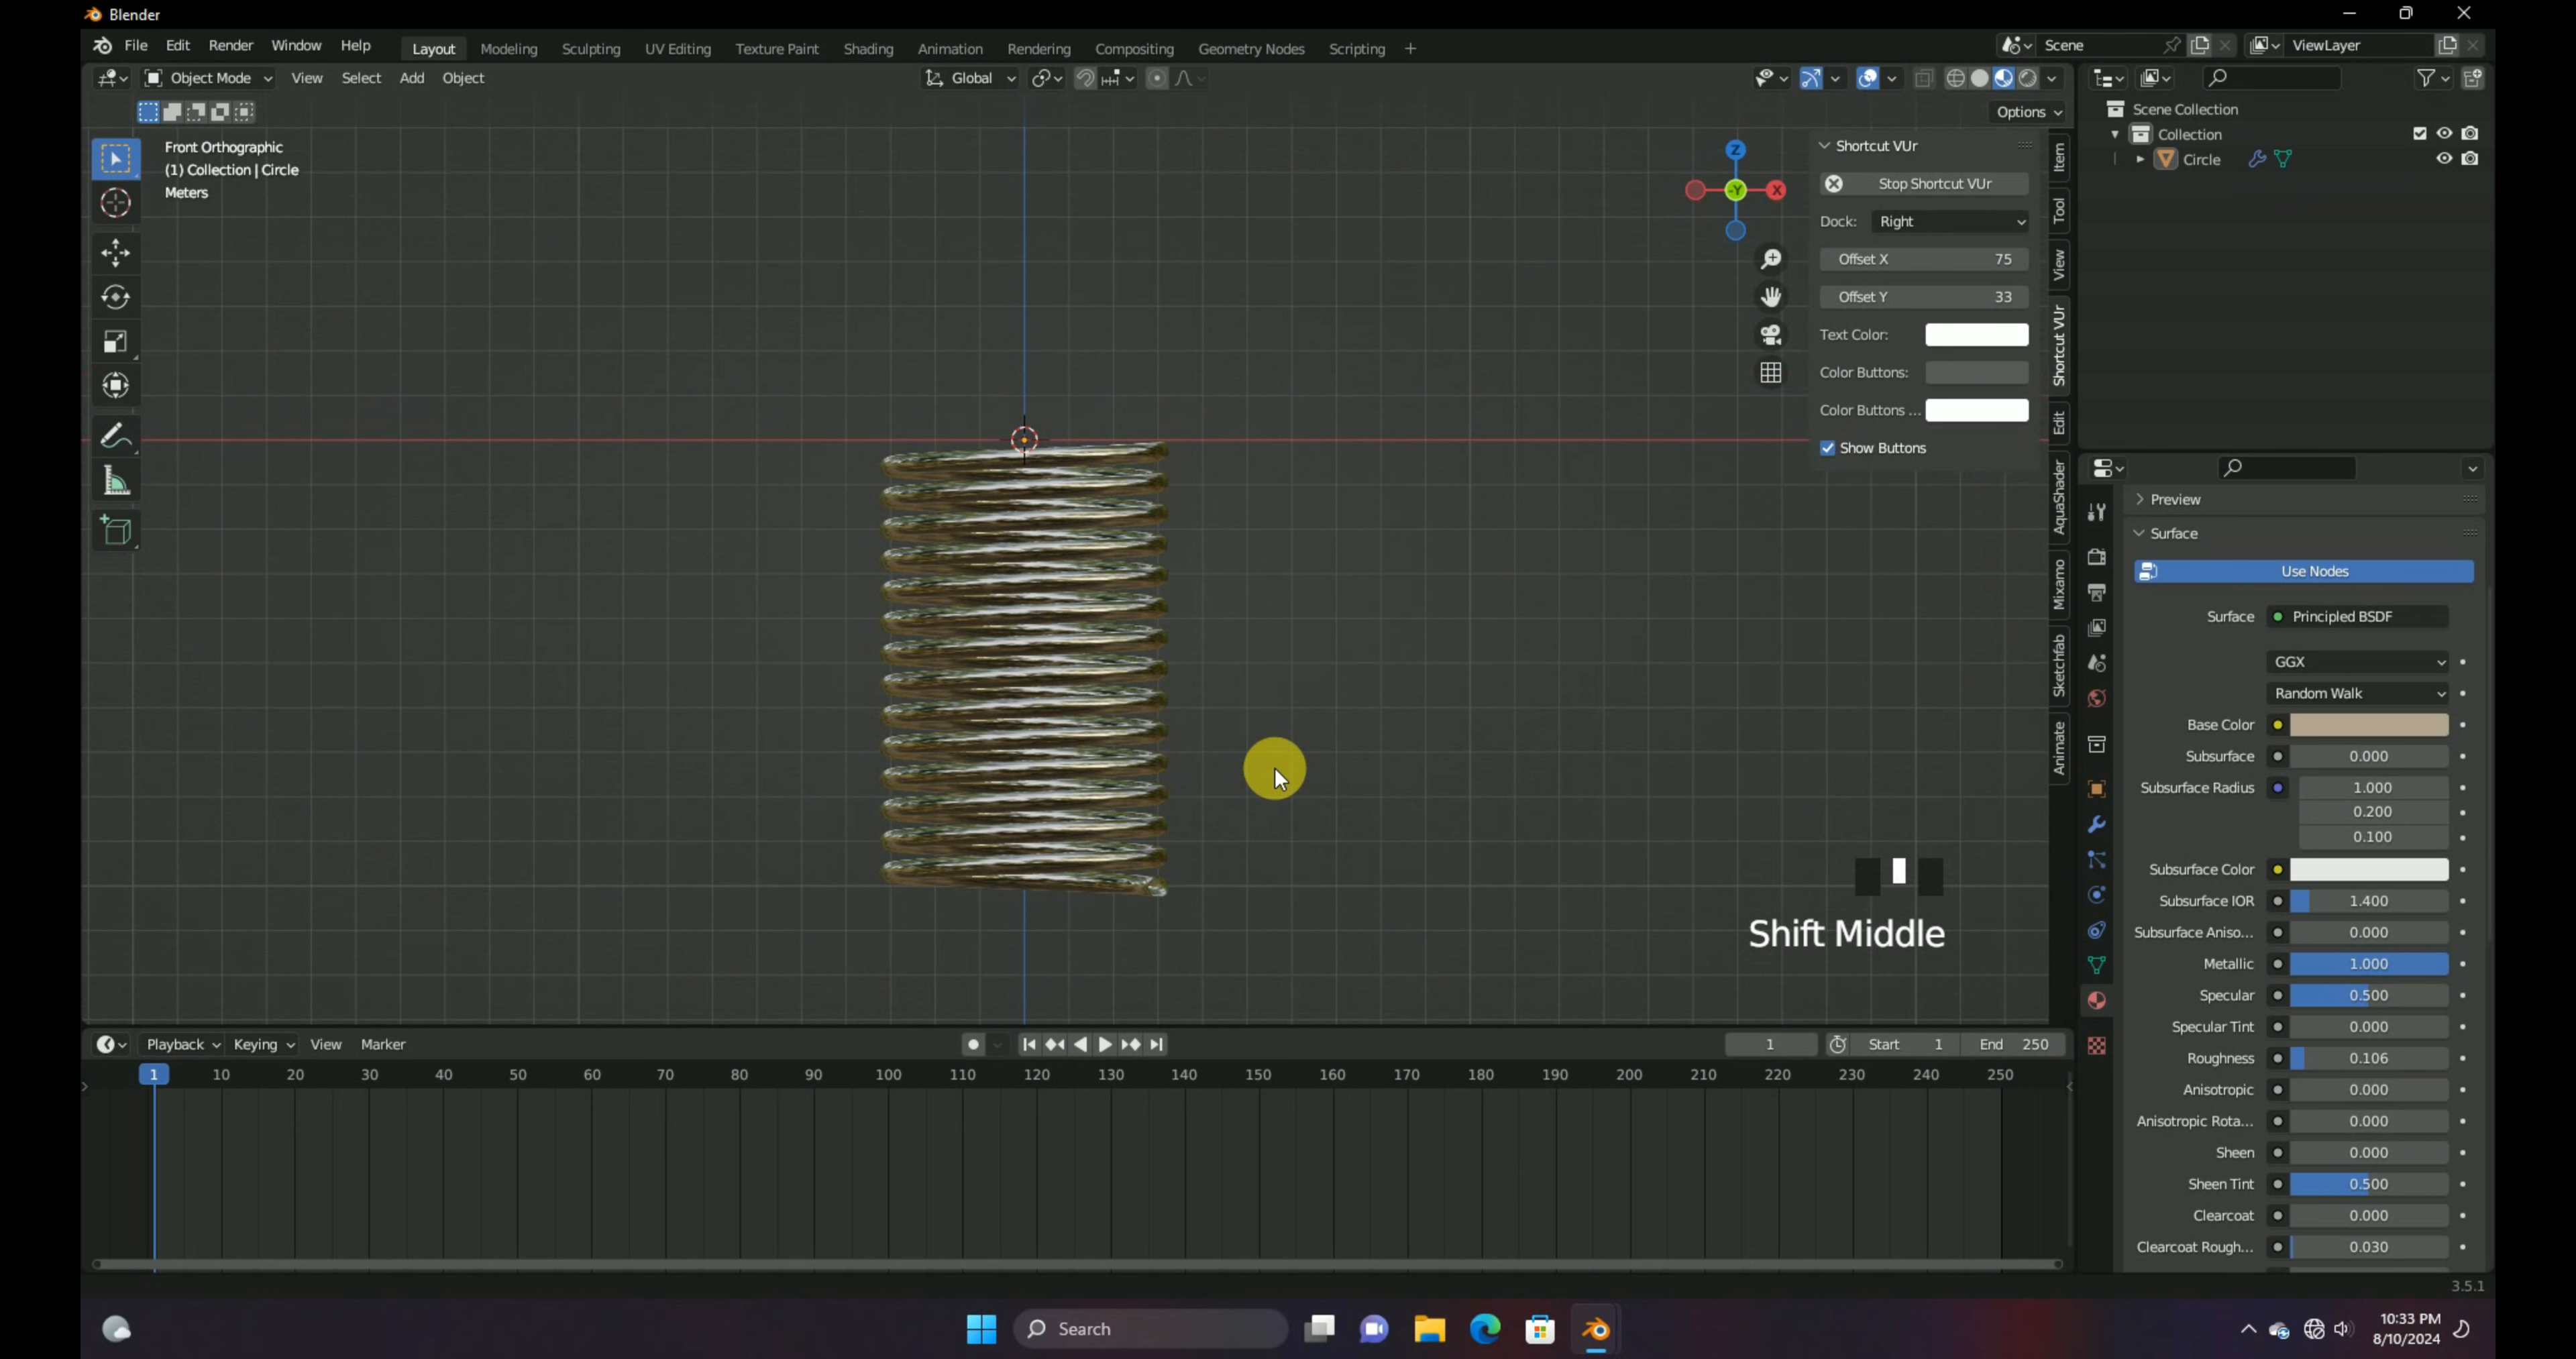 Blender
File Edit Render Window Help Layout Modeling Sculpting UV Editing Texture Paint Shading Animation Rendering Compositing Geometry Nodes Scripting + Scene ViewLayer
Object Mode View Select Add Object Global
Options
Front Orthographic
(1) Collection | Circle
Meters
Z
-Y
X
Shortcut VUr
Stop Shortcut VUr
Dock: Right
Offset X 75
Offset Y 33
Text Color:
Color Buttons:
Color Buttons ...
Show Buttons
Item
Tool
View
Shortcut VUr
Edit
AquaShader
Mixamo
Sketchfab
Animate
Shift Middle
Scene Collection
Collection
Circle
Preview
Surface
Use Nodes
Surface Principled BSDF
GGX
Random Walk
Base Color
Subsurface 0.000
Subsurface Radius 1.000
0.200
0.100
Subsurface Color
Subsurface IOR 1.400
Subsurface Aniso... 0.000
Metallic 1.000
Specular 0.500
Specular Tint 0.000
Roughness 0.106
Anisotropic 0.000
Anisotropic Rota... 0.000
Sheen 0.000
Sheen Tint 0.500
Clearcoat 0.000
Clearcoat Rough... 0.030
Playback Keying View Marker 1 Start 1 End 250
1 10 20 30 40 50 60 70 80 90 100 110 120 130 140 150 160 170 180 190 200 210 220 230 240 250
3.5.1
Search
10:33 PM
8/10/2024